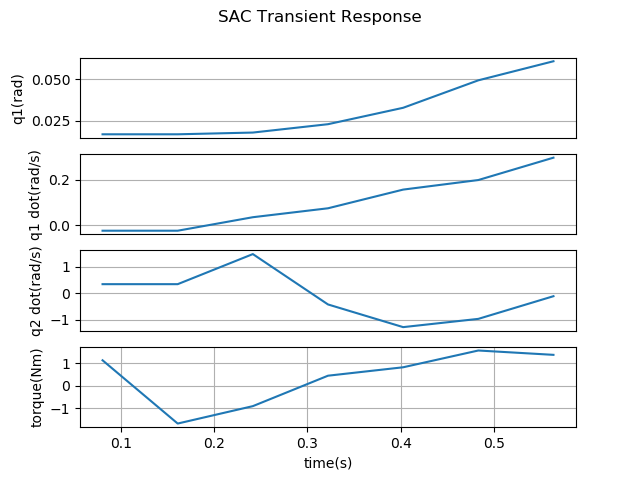 SAC Transient Response
q1(rad)
0.050
0.025
q1 dot(rad/s)
0.2
0.0
q2 dot(rad/s)
1
0
−1
torque(Nm)
1
0
−1
0.1 0.2 0.3 0.4 0.5
time(s)